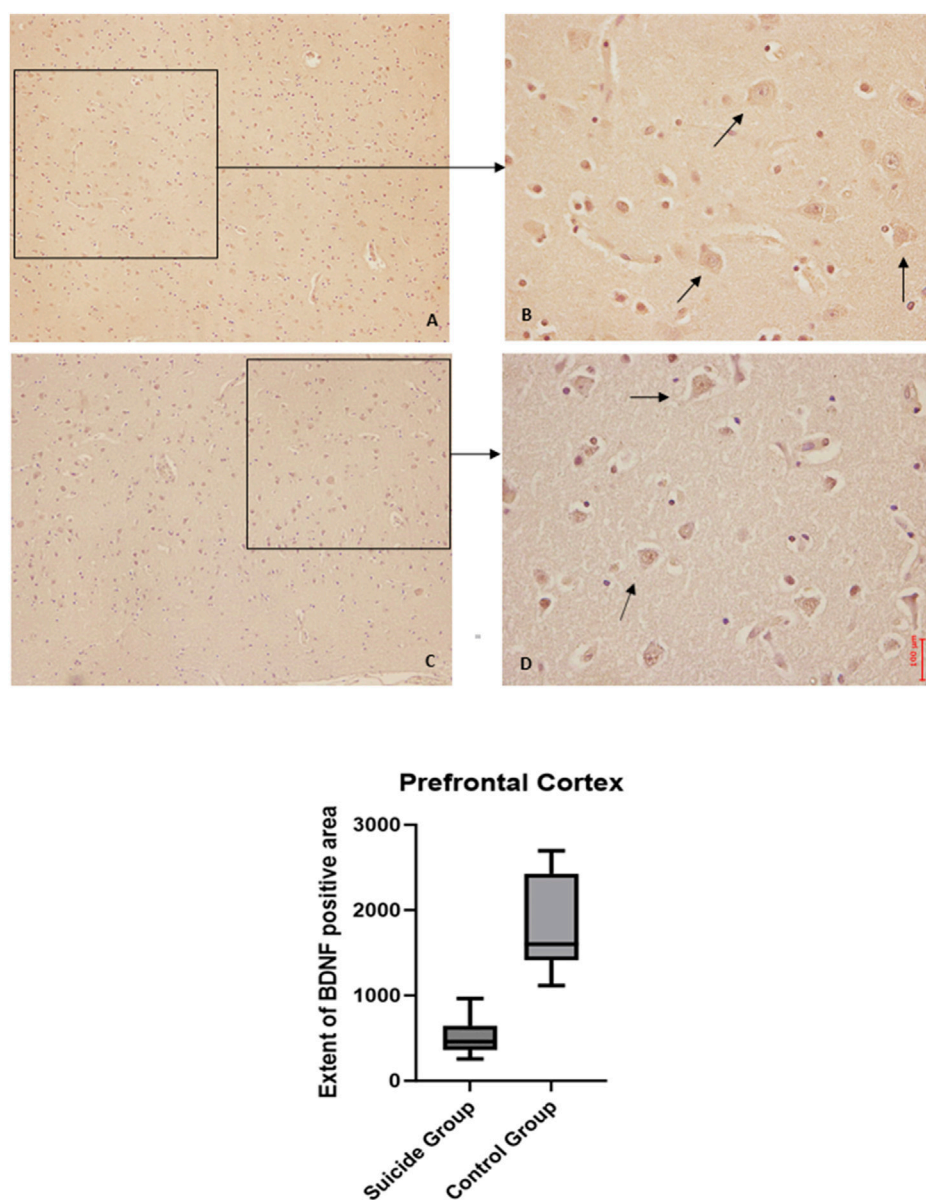 A
B
C
D
100 µm
Prefrontal Cortex
Extent of BDNF positive area
3000
2000
1000
0
Suicide Group
Control Group